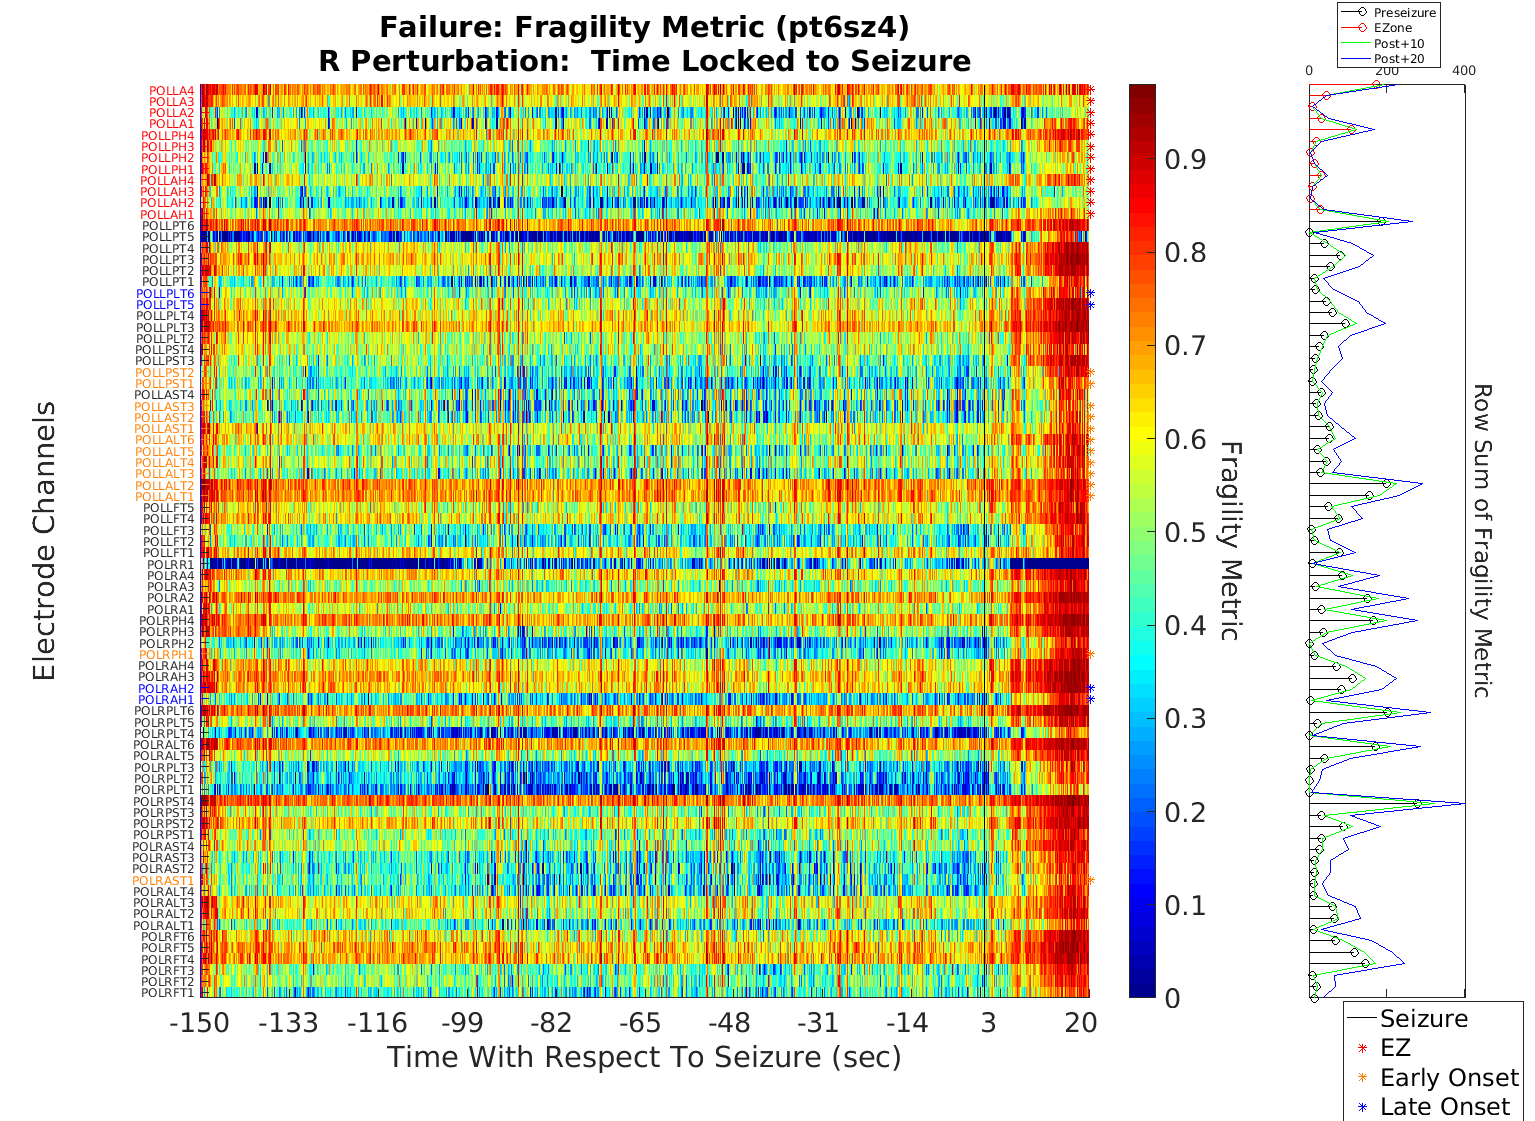 Failure: Fragility Metric (pt6sz4)
R Perturbation:  Time Locked to Seizure
Electrode Channels
POLLA4
POLLA3
POLLA2
POLLA1
POLLPH4
POLLPH3
POLLPH2
POLLPH1
POLLAH4
POLLAH3
POLLAH2
POLLAH1
POLLPT6
POLLPT5
POLLPT4
POLLPT3
POLLPT2
POLLPT1
POLLPLT6
POLLPLT5
POLLPLT4
POLLPLT3
POLLPLT2
POLLPST4
POLLPST3
POLLPST2
POLLPST1
POLLAST4
POLLAST3
POLLAST2
POLLAST1
POLLALT6
POLLALT5
POLLALT4
POLLALT3
POLLALT2
POLLALT1
POLLFT5
POLLFT4
POLLFT3
POLLFT2
POLLFT1
POLRR1
POLRA4
POLRA3
POLRA2
POLRA1
POLRPH4
POLRPH3
POLRPH2
POLRPH1
POLRAH4
POLRAH3
POLRAH2
POLRAH1
POLRPLT6
POLRPLT5
POLRPLT4
POLRALT6
POLRALT5
POLRPLT3
POLRPLT2
POLRPLT1
POLRPST4
POLRPST3
POLRPST2
POLRPST1
POLRAST4
POLRAST3
POLRAST2
POLRAST1
POLRALT4
POLRALT3
POLRALT2
POLRALT1
POLRFT6
POLRFT5
POLRFT4
POLRFT3
POLRFT2
POLRFT1
-150 -133 -116 -99 -82 -65 -48 -31 -14 3 20
Time With Respect To Seizure (sec)
0.9
0.8
0.7
0.6
0.5
0.4
0.3
0.2
0.1
0
Fragility Metric
Preseizure
EZone
Post+10
Post+20
0 200 400
Row Sum of Fragility Metric
Seizure
EZ
Early Onset
Late Onset